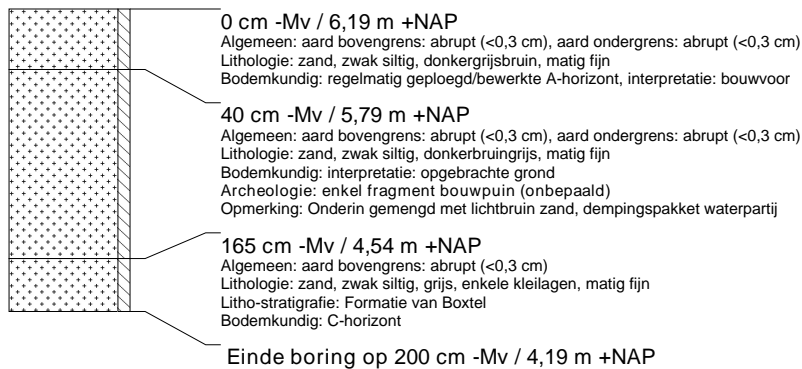 0 cm -Mv / 6,19 m +NAP
Algemeen: aard bovengrens: abrupt (<0,3 cm), aard ondergrens: abrupt (<0,3 cm)
Lithologie: zand, zwak siltig, donkergrijsbruin, matig fijn
Bodemkundig: regelmatig geploegd/bewerkte A-horizont, interpretatie: bouwvoor
40 cm -Mv / 5,79 m +NAP
Algemeen: aard bovengrens: abrupt (<0,3 cm), aard ondergrens: abrupt (<0,3 cm)
Lithologie: zand, zwak siltig, donkerbruingrijs, matig fijn
Bodemkundig: interpretatie: opgebrachte grond
Archeologie: enkel fragment bouwpuin (onbepaald)
Opmerking: Onderin gemengd met lichtbruin zand, dempingspakket waterpartij
165 cm -Mv / 4,54 m +NAP
Algemeen: aard bovengrens: abrupt (<0,3 cm)
Lithologie: zand, zwak siltig, grijs, enkele kleilagen, matig fijn
Litho-stratigrafie: Formatie van Boxtel
Bodemkundig: C-horizont
Einde boring op 200 cm -Mv / 4,19 m +NAP